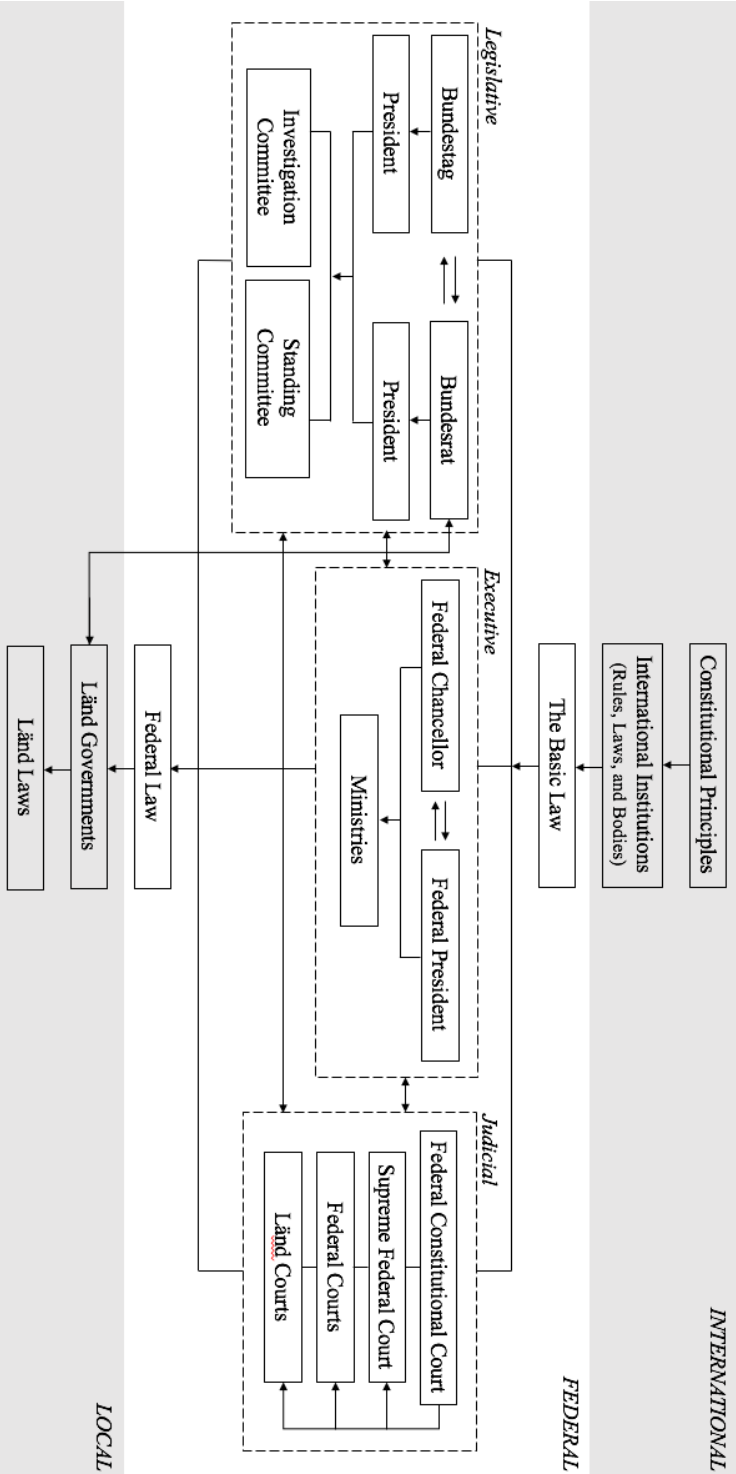 INTERNATIONAL
Constitutional Principles
International Institutions
(Rules, Laws, and Bodies)
FEDERAL
The Basic Law
Legislative
Executive
Judicial
Bundestag
Bundesrat
President
President
Investigation
Committee
Standing
Committee
Federal Chancellor
Federal President
Ministries
Federal Constitutional Court
Supreme Federal Court
Federal Courts
Länd Courts
Federal Law
LOCAL
Länd Governments
Länd Laws